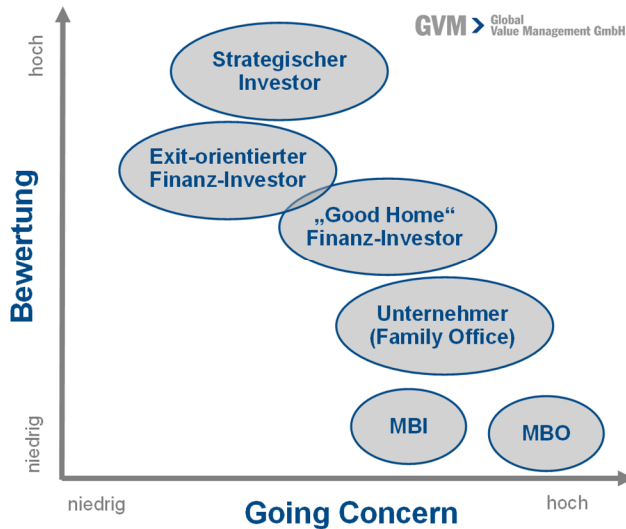 GVM Global
Value Management GmbH
hoch
Strategischer
Investor
Exit-orientierter
Finanz-Investor
„Good Home“
Finanz-Investor
Bewertung
Unternehmer
(Family Office)
MBI
MBO
niedrig
niedrig
Going Concern
hoch